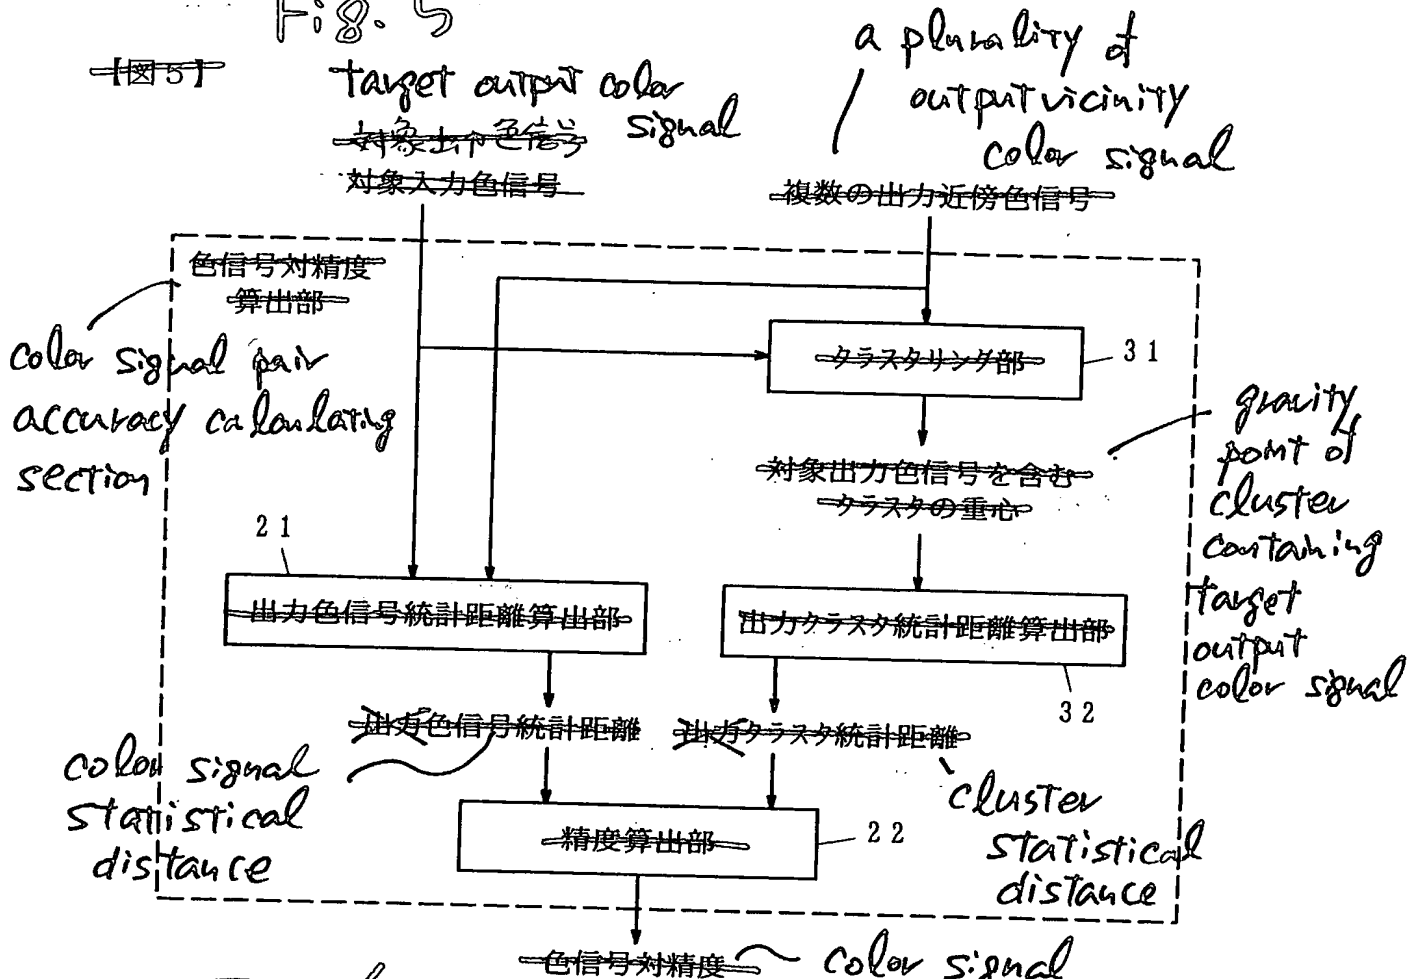 Fig. 5
【図5】
target output color
signal
対象出力色信号
対象入力色信号
a plurality of
output vicinity
color signal
複数の出力近傍色信号
色信号対精度
算出部
color signal pair
accuracy calculating
section
クラスタリング部
31
対象出力色信号を含む
クラスタの重心
gravity
point of
cluster
containing
target
output
color signal
21
出力色信号統計距離算出部
出力クラスタ統計距離算出部
32
出力色信号統計距離
出力クラスタ統計距離
color signal
statistical
distance
cluster
statistical
distance
精度算出部
22
色信号対精度
color signal